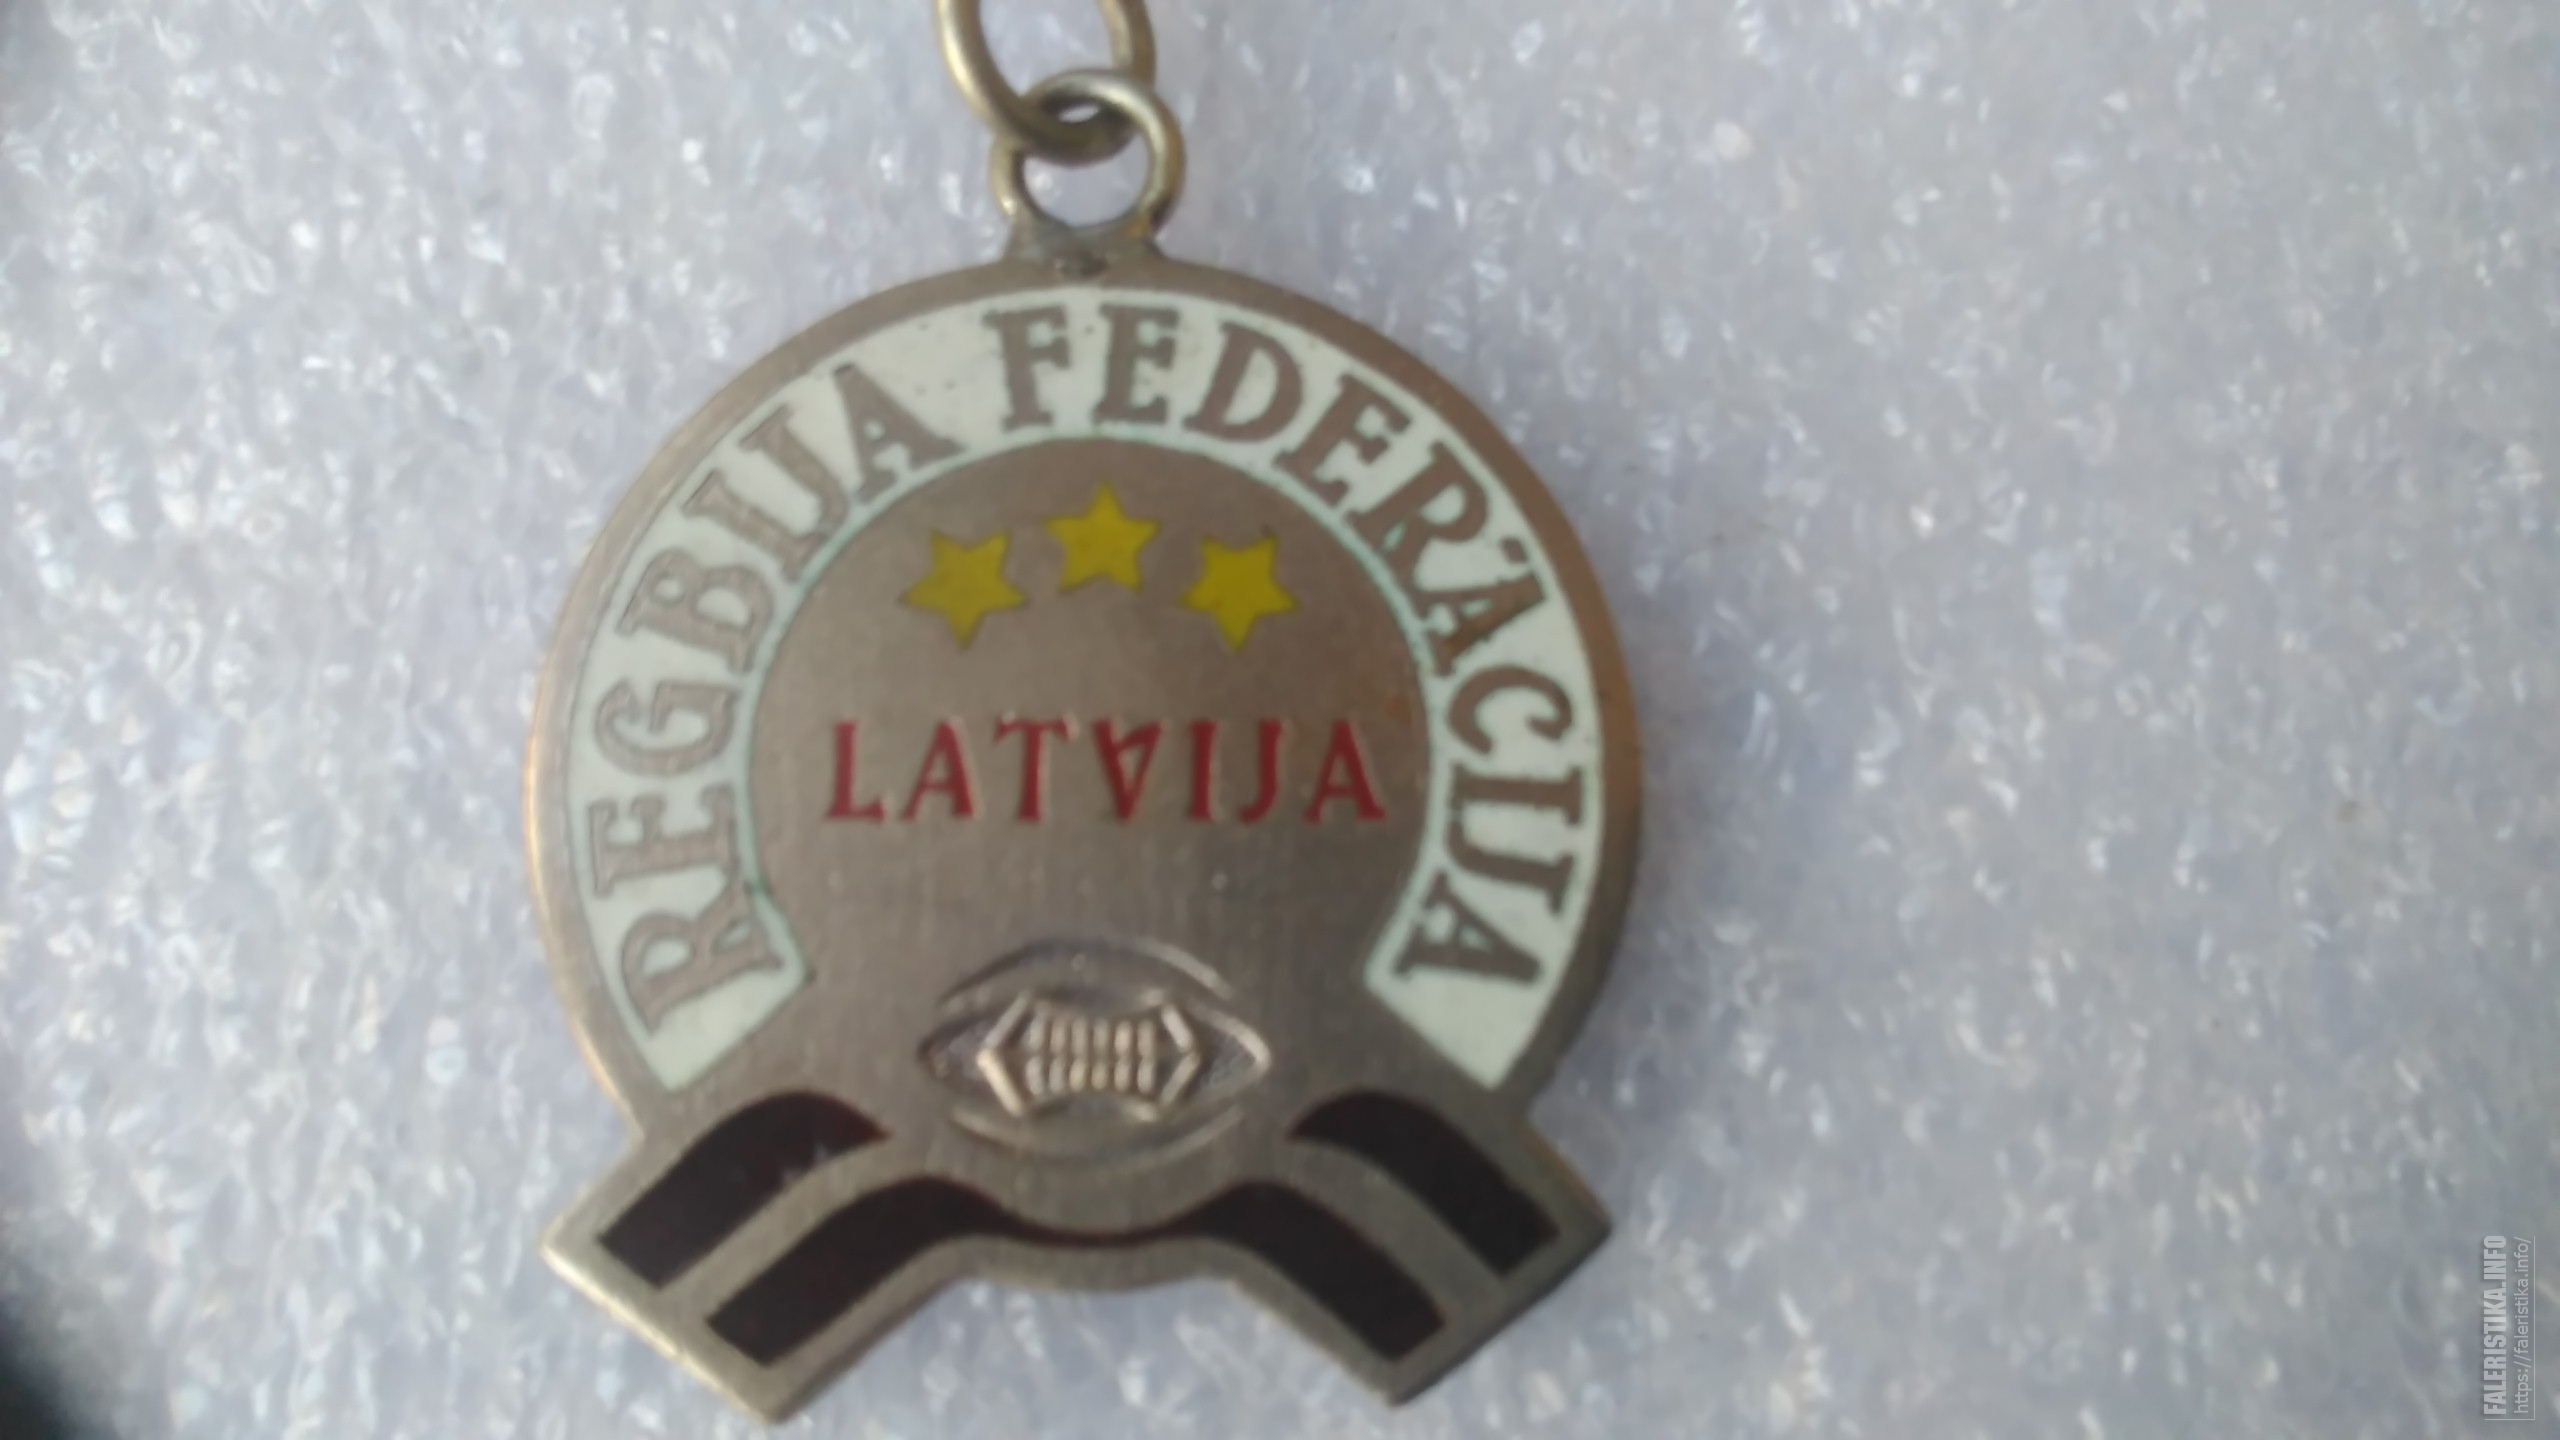 REGBIJA FEDERĀCIJA
LATVIJA
FALERISTIKA.INFO
https://faleristika.info/